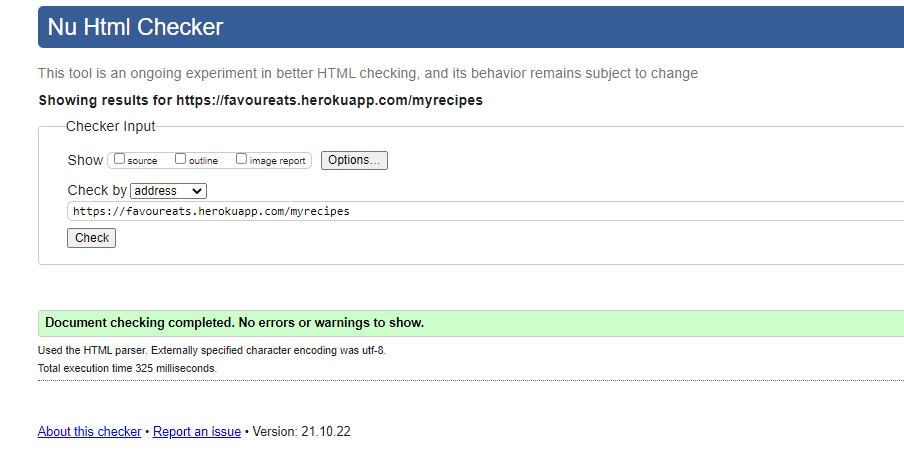 Nu Html Checker
This tool is an ongoing experiment in better HTML checking, and its behavior remains subject to change
Showing results for https://favoureats.herokuapp.com/myrecipes
Checker Input
Show source outline image report Options...
Check by address
https://favoureats.herokuapp.com/myrecipes
Check
Document checking completed. No errors or warnings to show.
Used the HTML parser. Externally specified character encoding was utf-8.
Total execution time 325 milliseconds.
About this checker • Report an issue • Version: 21.10.22